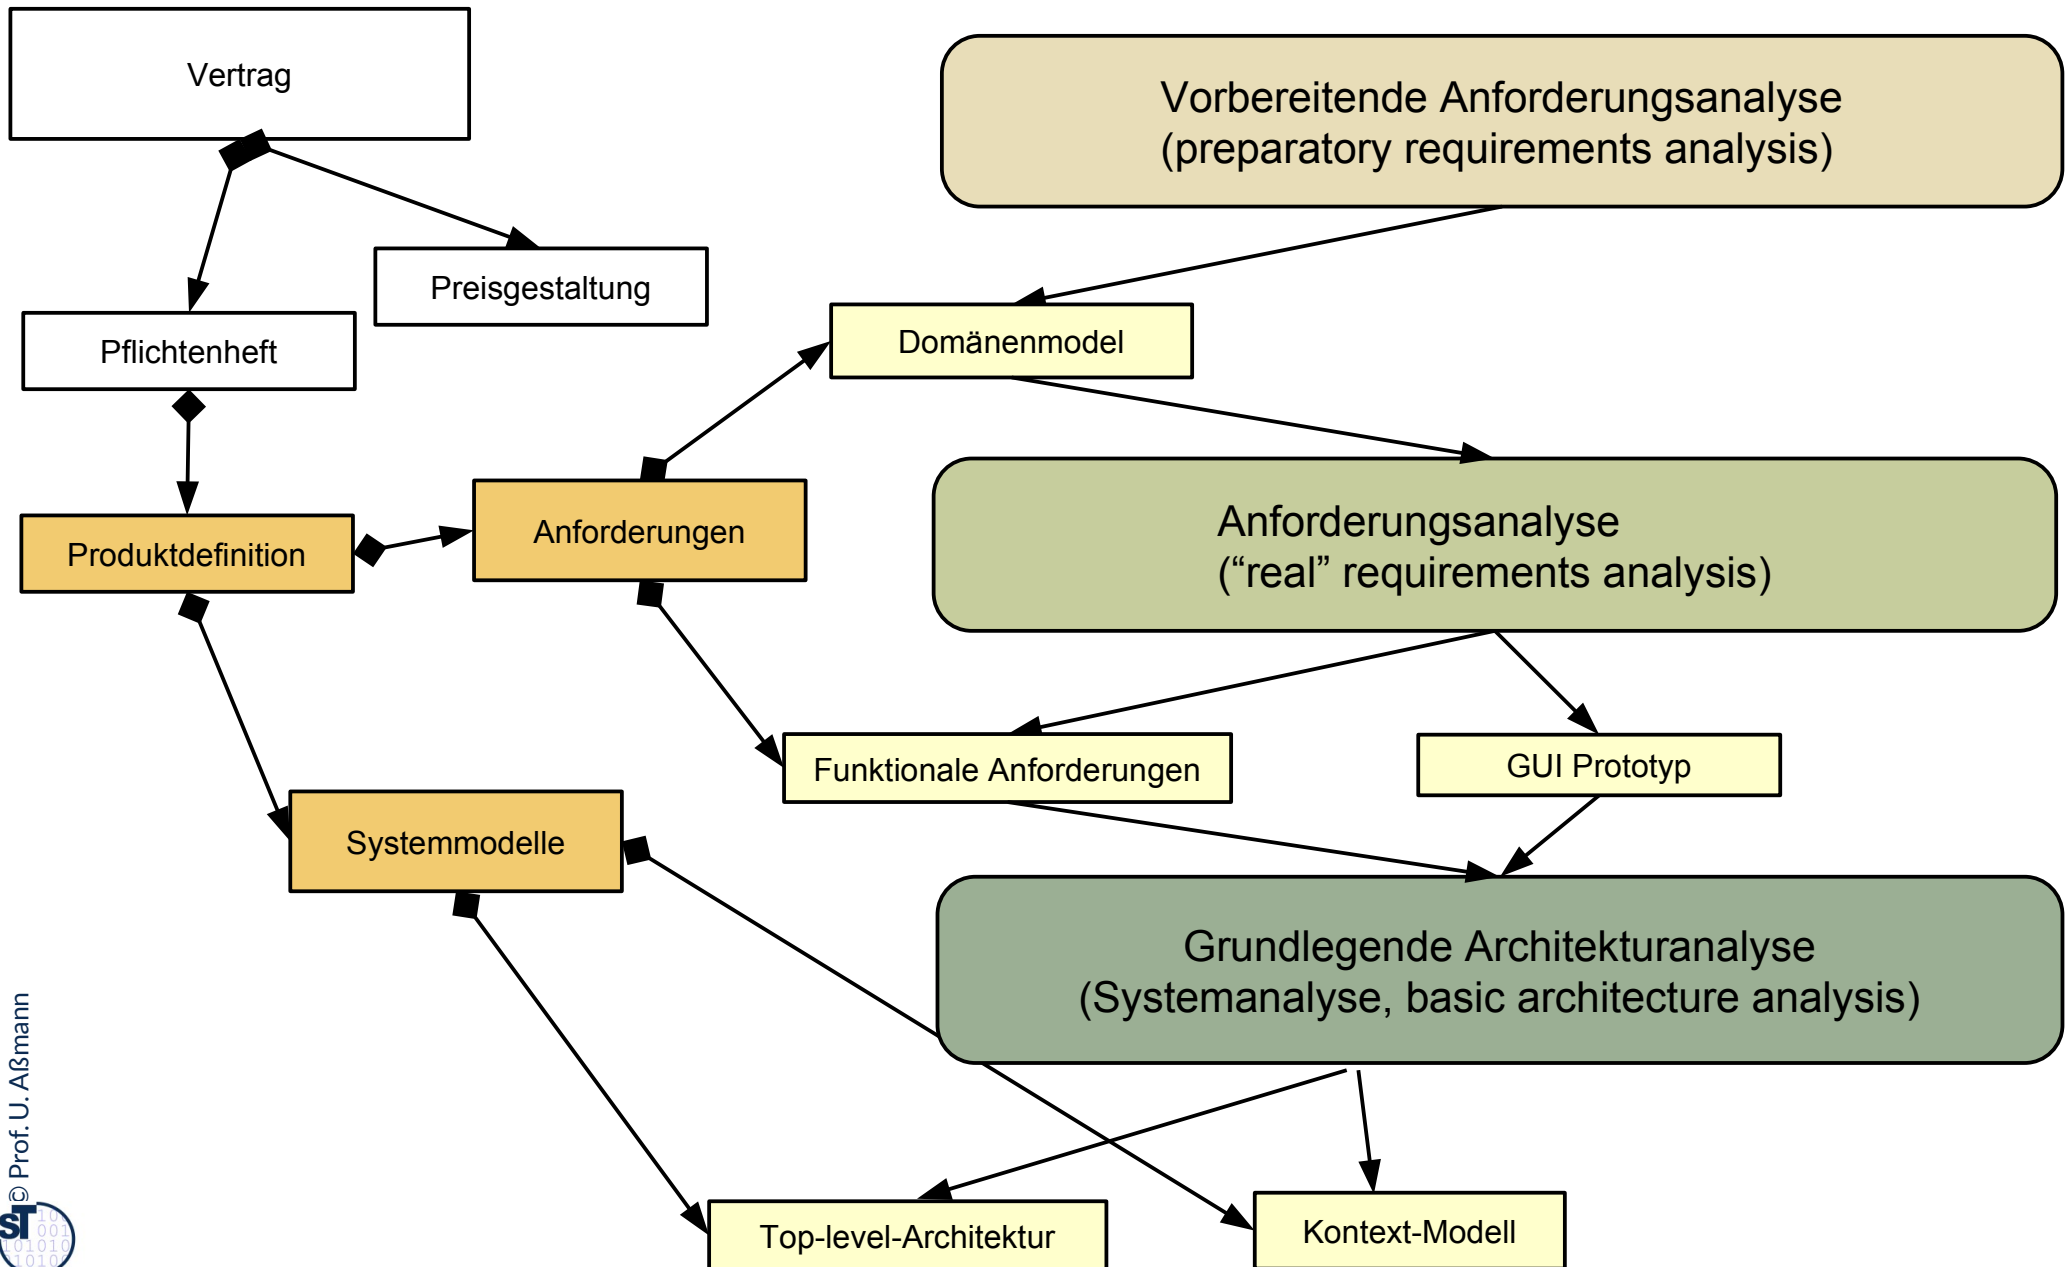 Vertrag
Vorbereitende Anforderungsanalyse
(preparatory requirements analysis)
Preisgestaltung
Pflichtenheft
Domänenmodel
Anforderungen
Produktdefinition
Anforderungsanalyse
(“real” requirements analysis)
Funktionale Anforderungen
GUI Prototyp
Systemmodelle
Grundlegende Architekturanalyse
(Systemanalyse, basic architecture analysis)
Top-level-Architektur
Kontext-Modell
© Prof. U. Aßmann
ST